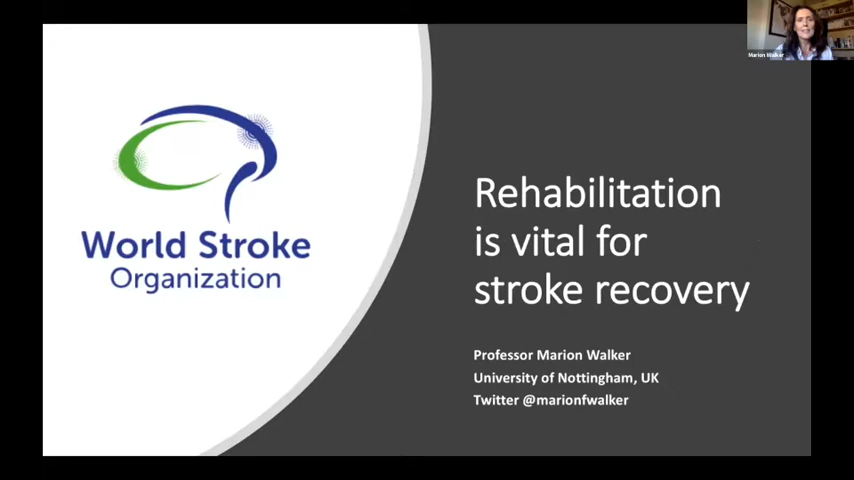 Marion Walker
World Stroke
Organization
Rehabilitation
is vital for
stroke recovery
Professor Marion Walker
University of Nottingham, UK
Twitter @marionfwalker